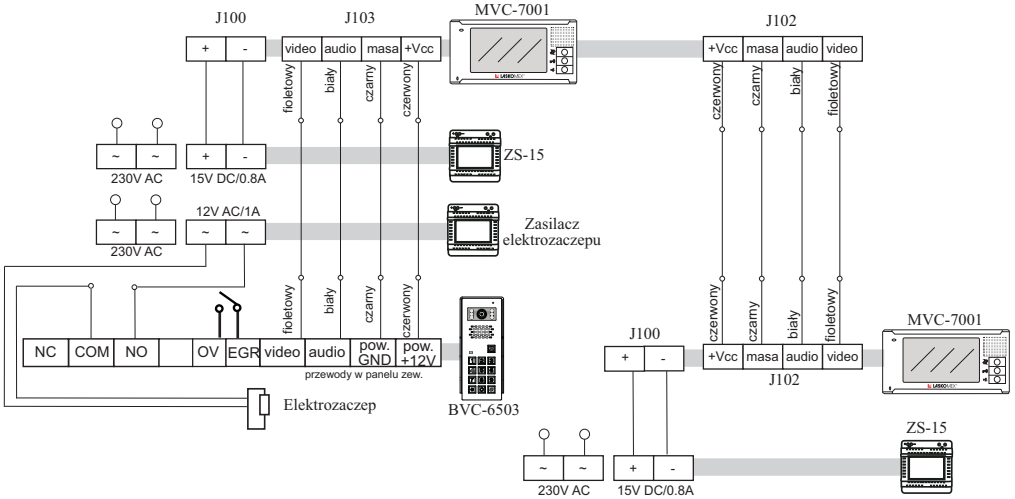 MVC-7001
J100
J103
J102
+ -
video audio masa +Vcc
+Vcc masa audio video
LASKOMEX
fioletowy
biały
czarny
czerwony
czerwony
czarny
biały
fioletowy
~ ~
+ -
ZS-15
230V AC
15V DC/0.8A
12V AC/1A
~ ~
~ ~
Zasilacz
elektrozaczepu
230V AC
fioletowy
biały
czarny
czerwony
czerwony
czarny
biały
fioletowy
NC COM NO OV EGR video audio pow. GND pow. +12V
przewody w panelu zew.
BVC-6503
Elektrozaczep
J100
MVC-7001
+ -
+Vcc masa audio video
J102
LASKOMEX
ZS-15
~ ~
+ -
230V AC
15V DC/0.8A